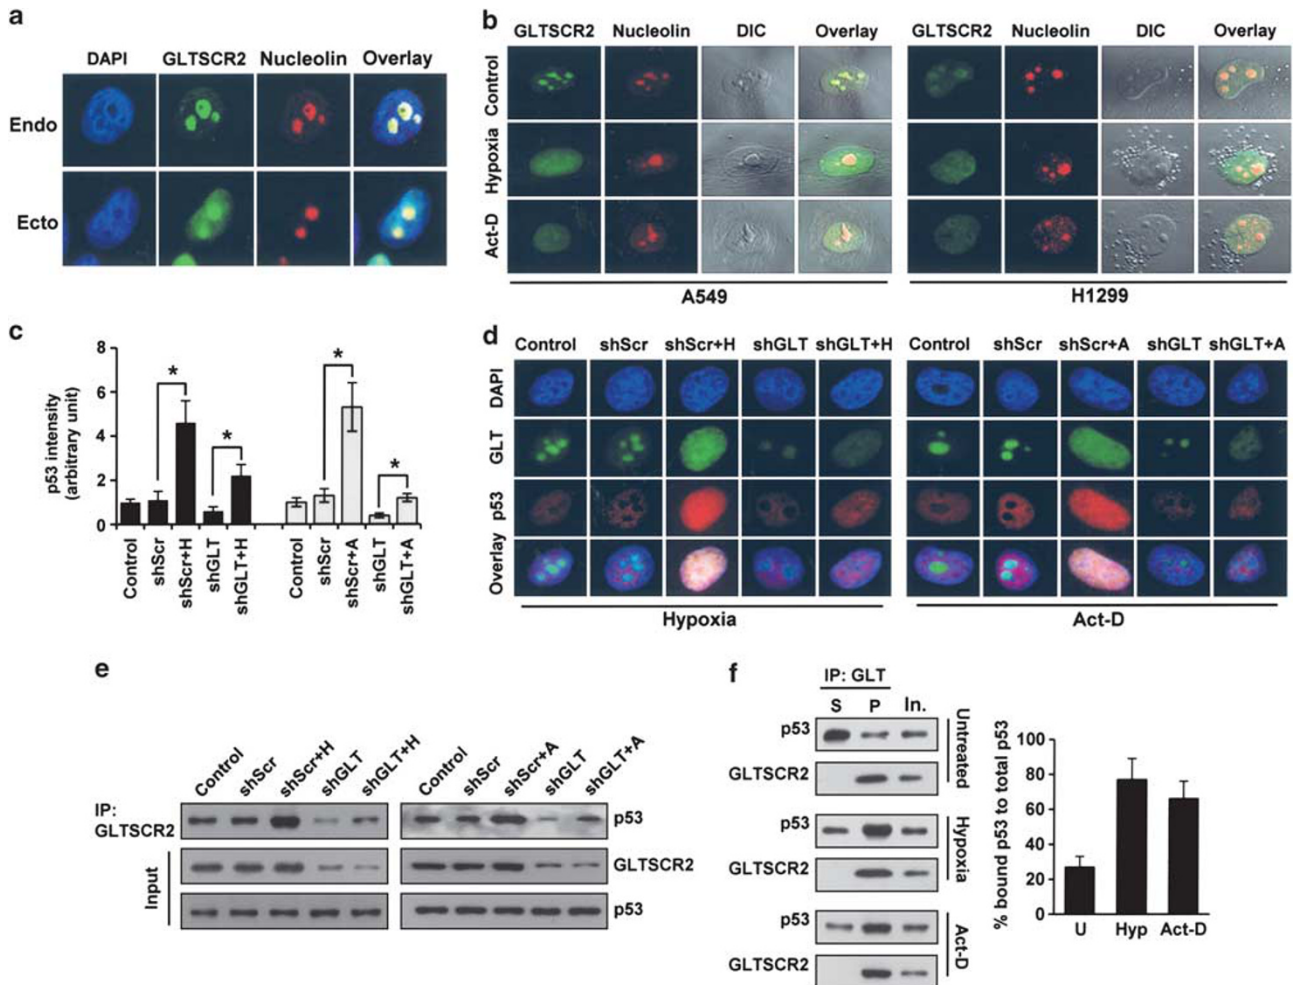 a
DAPI GLTSCR2 Nucleolin Overlay
Endo
Ecto
b
GLTSCR2 Nucleolin DIC Overlay GLTSCR2 Nucleolin DIC Overlay
Control
Hypoxia
Act-D
A549 H1299
c
p53 intensity
(arbitrary unit)
8
6
4
2
0
* * * *
Control shScr shScr+H shGLT shGLT+H Control shScr shScr+A shGLT shGLT+A
d
Control shScr shScr+H shGLT shGLT+H Control shScr shScr+A shGLT shGLT+A
DAPI
GLT
p53
Overlay
Hypoxia Act-D
e
Control shScr shScr+H shGLT shGLT+H Control shScr shScr+A shGLT shGLT+A
IP:
GLTSCR2
p53
Input
GLTSCR2
p53
f
IP: GLT
S P In.
p53
GLTSCR2
Untreated
p53
GLTSCR2
Hypoxia
p53
GLTSCR2
Act-D
% bound p53 to total p53
100
80
60
40
20
0
U Hyp Act-D